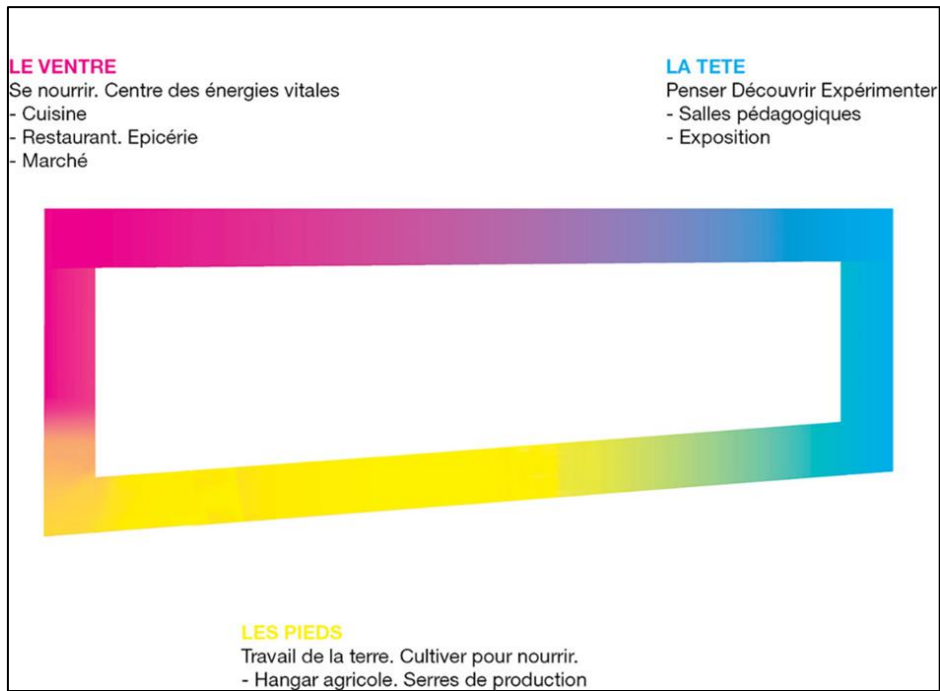 LE VENTRE
Se nourrir. Centre des énergies vitales
- Cuisine
- Restaurant. Epicérie
- Marché
LA TETE
Penser Découvrir Expérimenter
- Salles pédagogiques
- Exposition
LES PIEDS
Travail de la terre. Cultiver pour nourrir.
- Hangar agricole. Serres de production